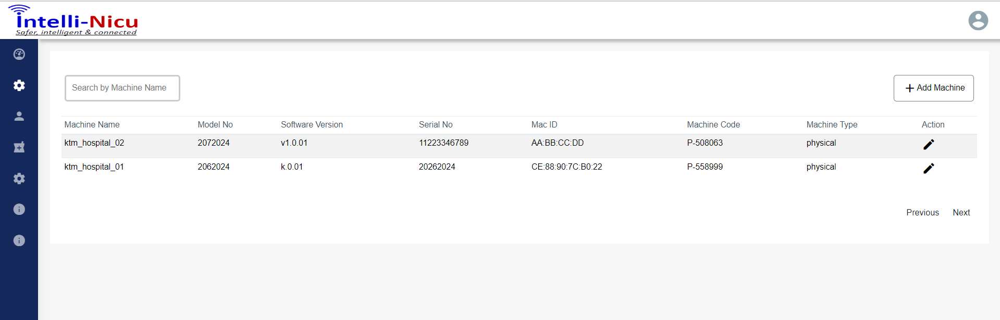 Intelli-Nicu
Safer, intelligent & connected
Search by Machine Name
Add Machine
Machine Name Model No Software Version Serial No Mac ID Machine Code Machine Type Action
ktm_hospital_02 2072024 v1.0.01 11223346789 AA:BB:CC:DD P-508063 physical
ktm_hospital_01 2062024 k.0.01 20262024 CE:88:90:7C:B0:22 P-558999 physical
Previous Next